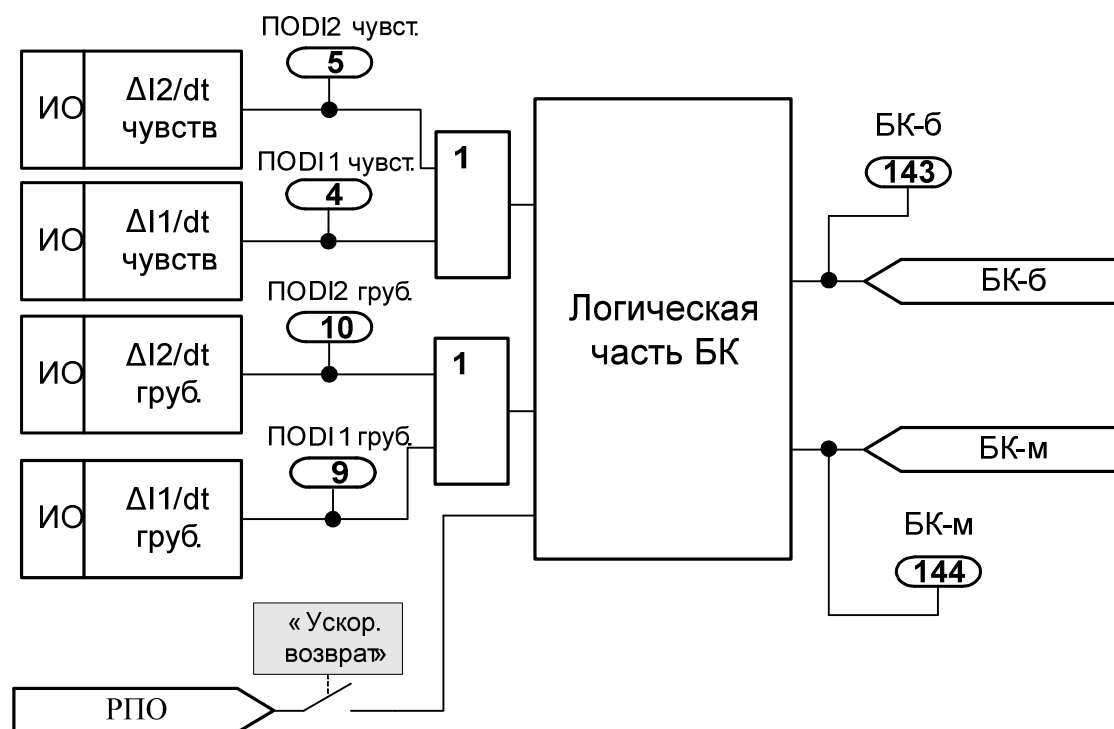 ПОDI2 чувст.
5
ИО
ΔI2/dt
чувств
ПОDI1 чувст.
4
ИО
ΔI1/dt
чувств
1
ПОDI2 груб.
10
ИО
ΔI2/dt
груб.
1
ПОDI1 груб.
9
ИО
ΔI1/dt
груб.
Логическая
часть БК
БК-б
143
БК-б
БК-м
БК-м
144
« Ускор.
возврат»
РПО